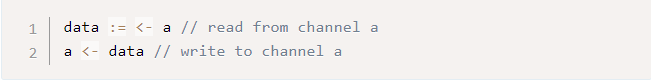 1 data := <- a // read from channel a
2 a <- data // write to channel a